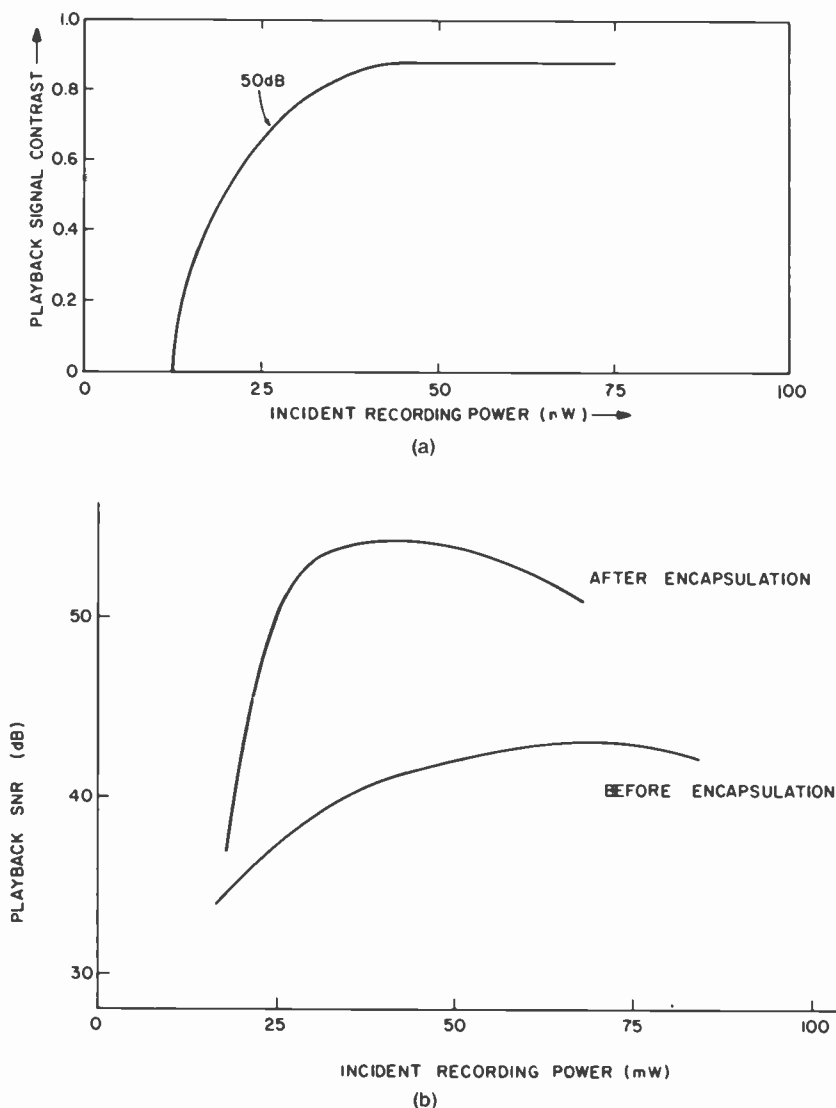 PLAYBACK SIGNAL CONTRAST
1.0
0.8
0.6
0.4
0.2
0
50dB
0
25
50
75
100
INCIDENT RECORDING POWER (nW)
(a)
PLAYBACK SNR (dB)
50
40
30
AFTER ENCAPSULATION
BEFORE ENCAPSULATION
0
25
50
75
100
INCIDENT RECORDING POWER (mW)
(b)